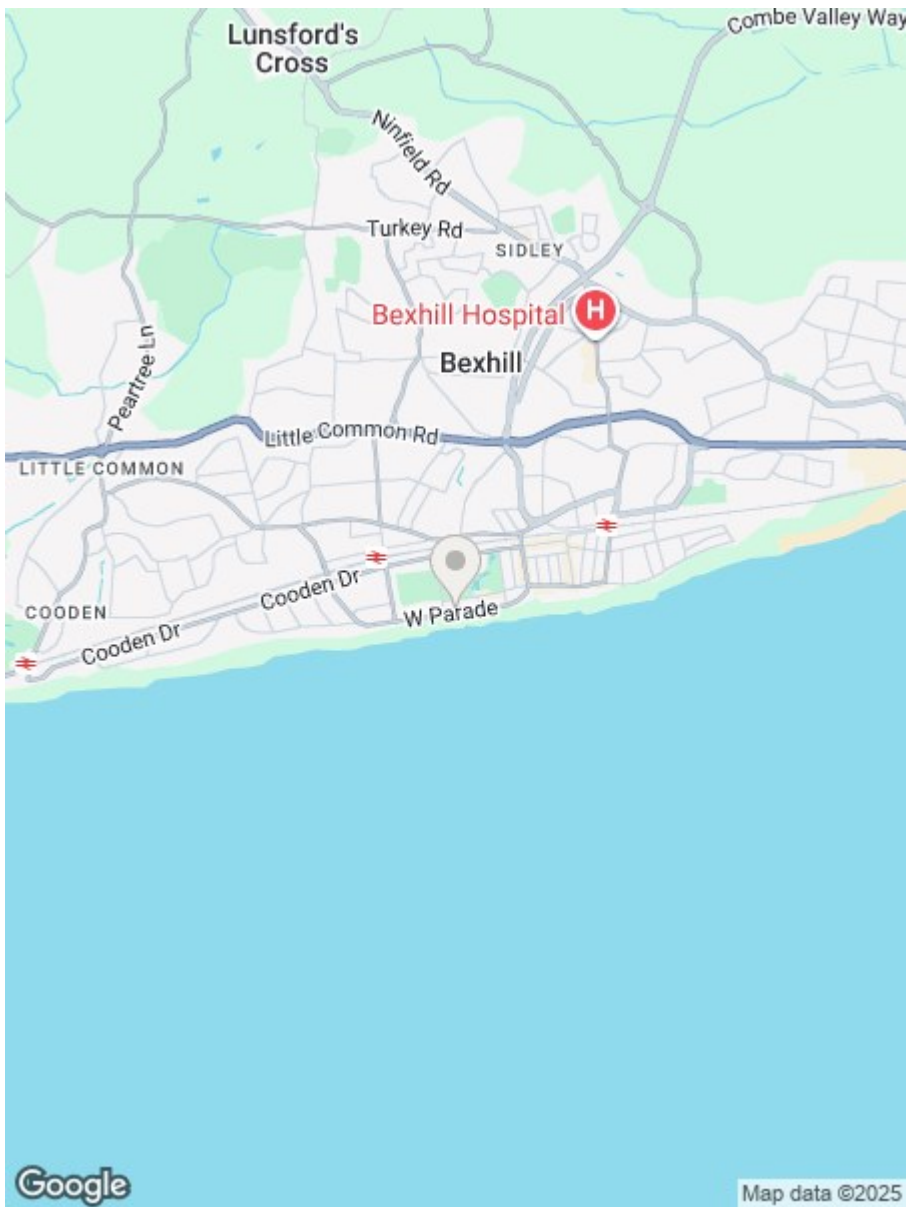 Combe Valley Way
Lunsford's
Cross
Ninfield Rd
Turkey Rd
SIDLEY
Bexhill Hospital
H
Bexhill
Peartree Ln
Little Common Rd
LITTLE COMMON
Cooden Dr
COODEN
W Parade
Cooden Dr
Google
Map data ©2025